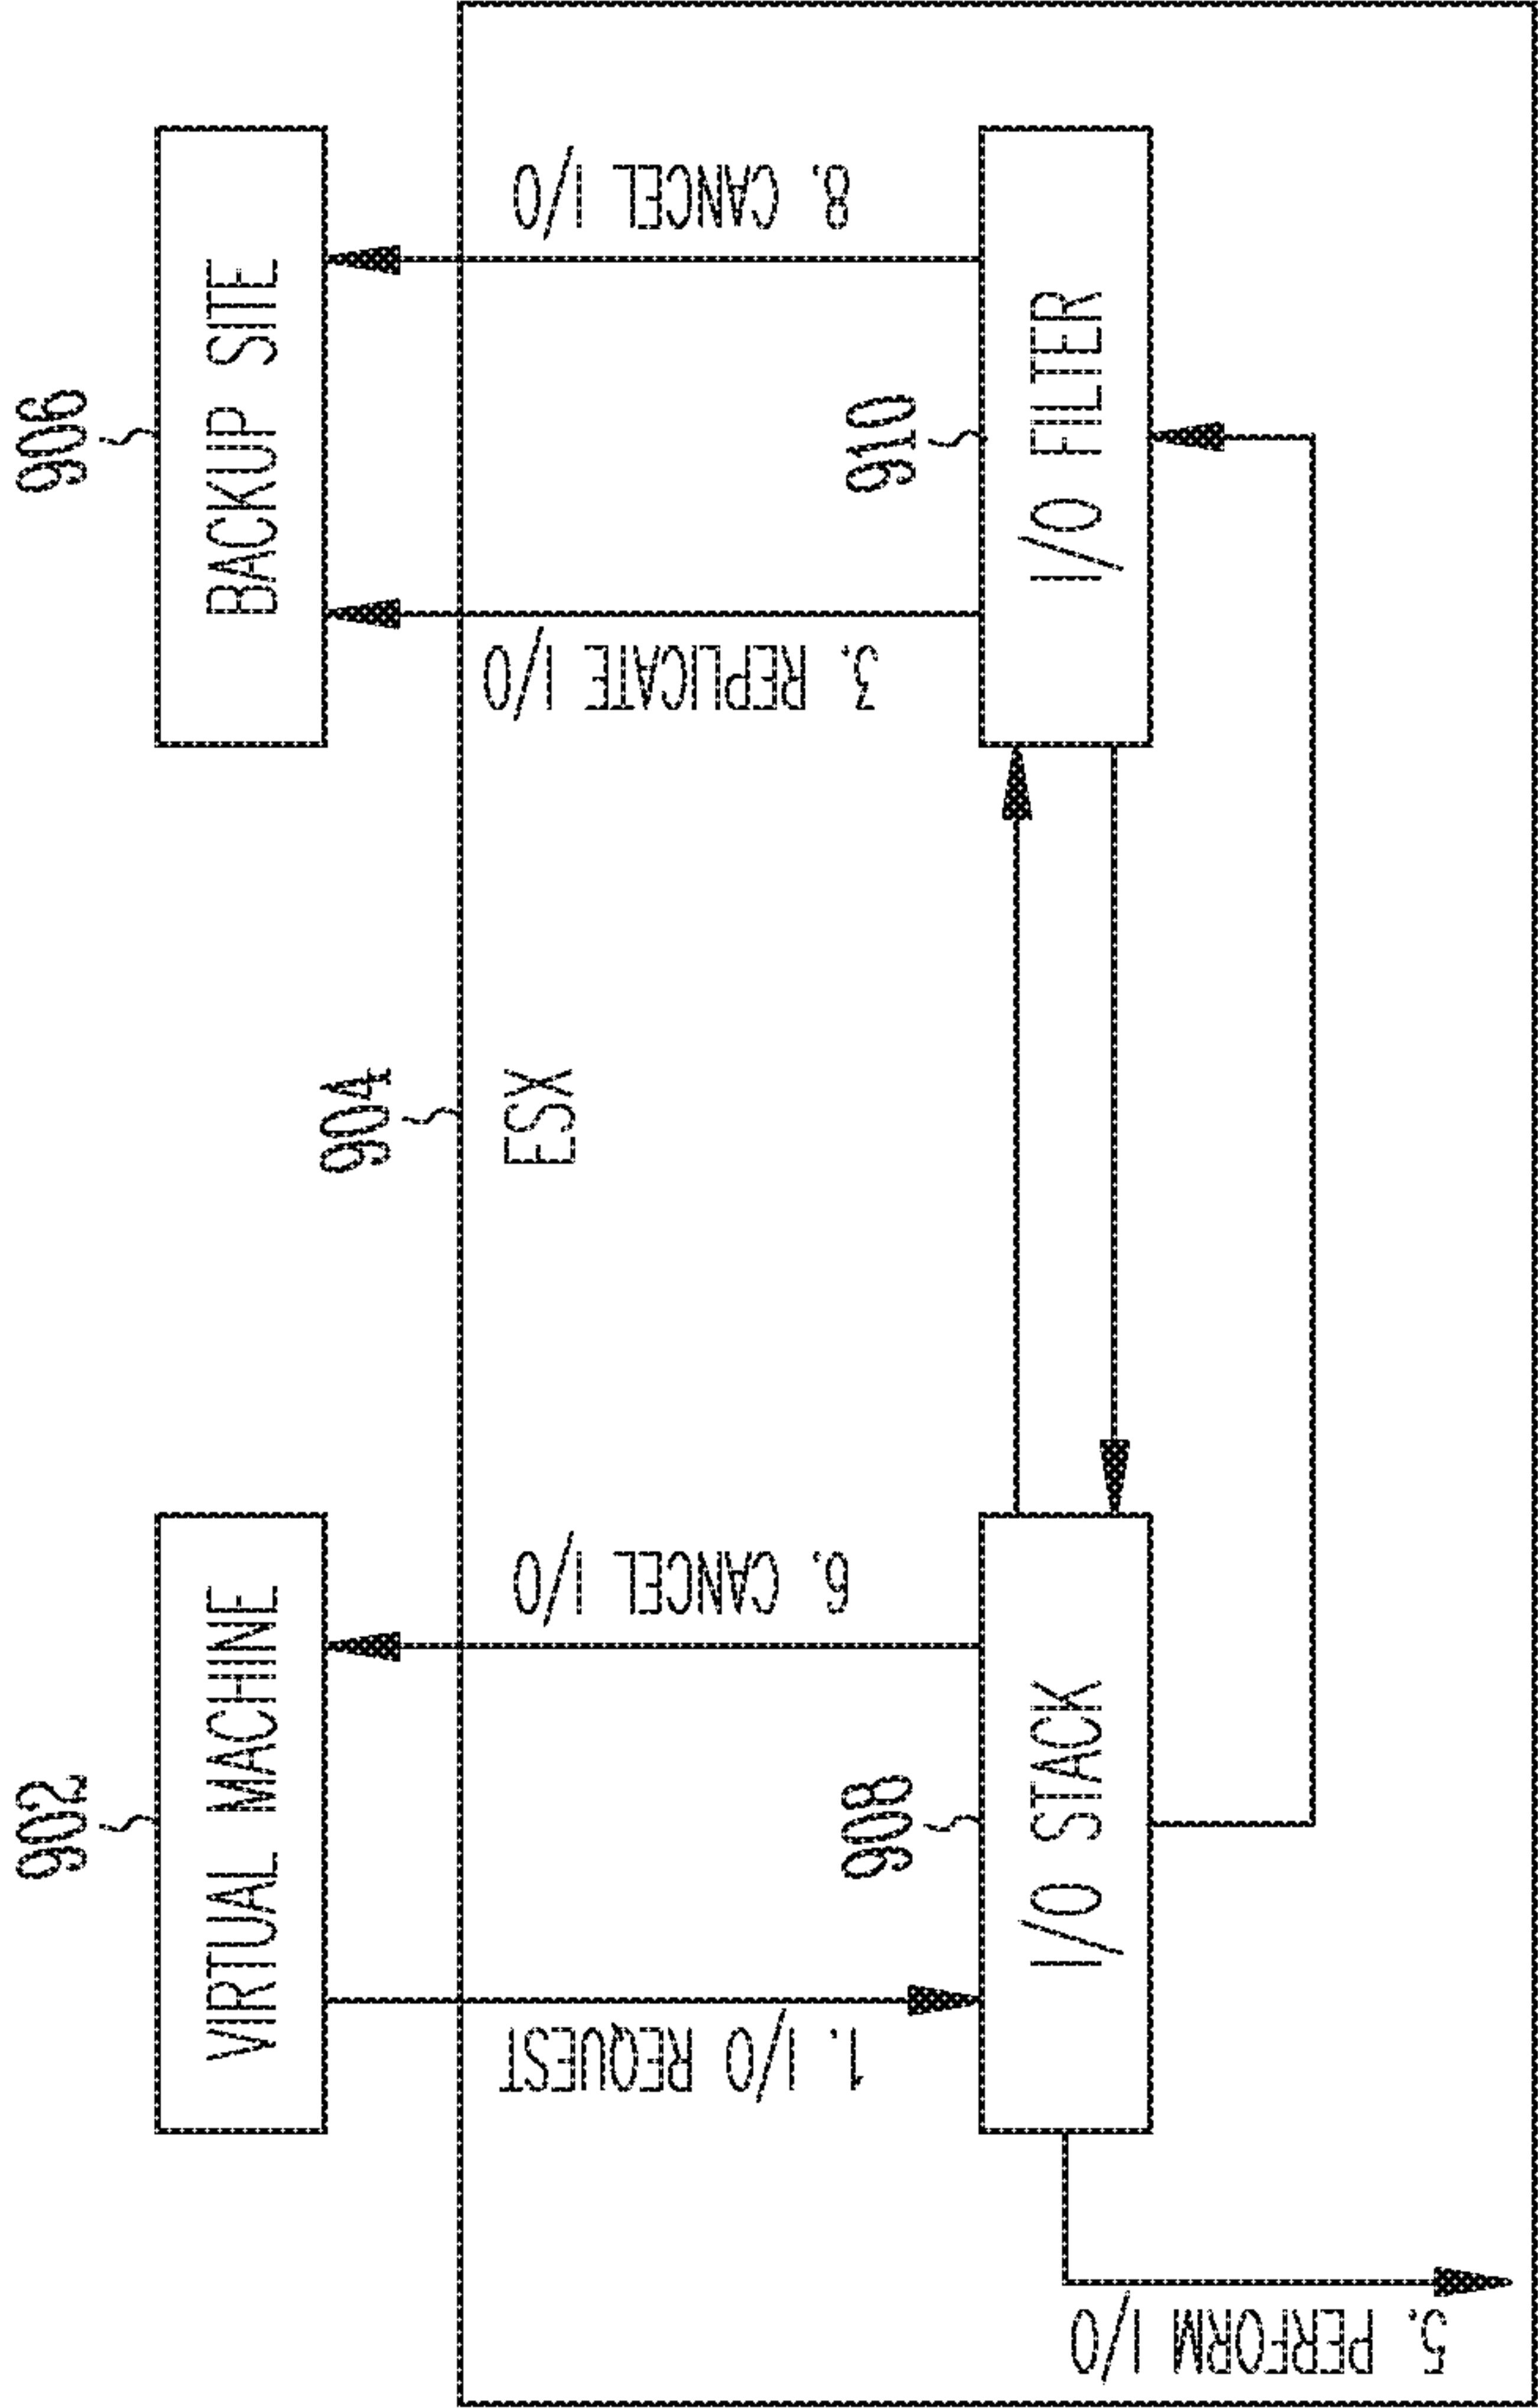 902
VIRTUAL MACHINE
906
BACKUP SITE
904
ESX
1. I/O REQUEST
6. CANCEL I/O
3. REPLICATE I/O
8. CANCEL I/O
908
I/O STACK
910
I/O FILTER
5. PERFORM I/O